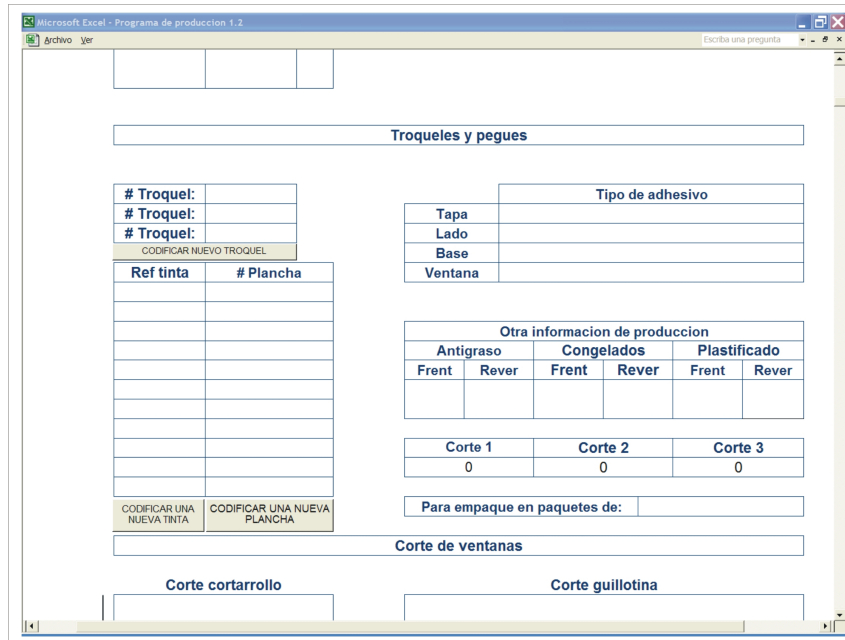 Microsoft Excel - Programa de produccion 1.2
Archivo Ver
Escriba una pregunta
Troqueles y pegues
# Troquel:
# Troquel:
# Troquel:
CODIFICAR NUEVO TROQUEL
Tipo de adhesivo
Tapa
Lado
Base
Ventana
Ref tinta # Plancha
Otra informacion de produccion
Antigraso Congelados Plastificado
Frent Rever Frent Rever Frent Rever
Corte 1 Corte 2 Corte 3
0 0 0
CODIFICAR UNA
NUEVA TINTA
CODIFICAR UNA NUEVA
PLANCHA
Para empaque en paquetes de:
Corte de ventanas
Corte cortarrollo Corte guillotina